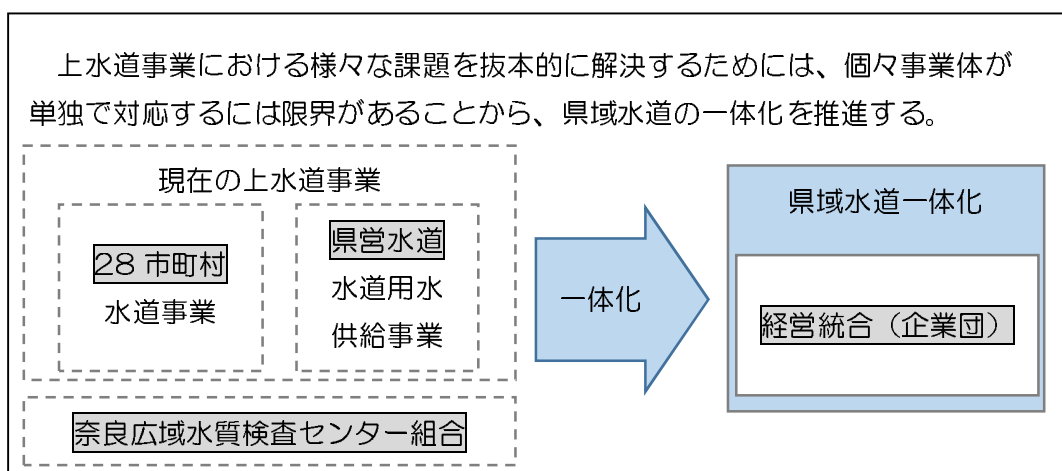 上水道事業における様々な課題を抜本的に解決するためには、個々事業体が
単独で対応するには限界があることから、県域水道の一体化を推進する。
現在の上水道事業
28 市町村
水道事業
県営水道
水道用水
供給事業
奈良広域水質検査センター組合
一体化
県域水道一体化
経営統合（企業団）